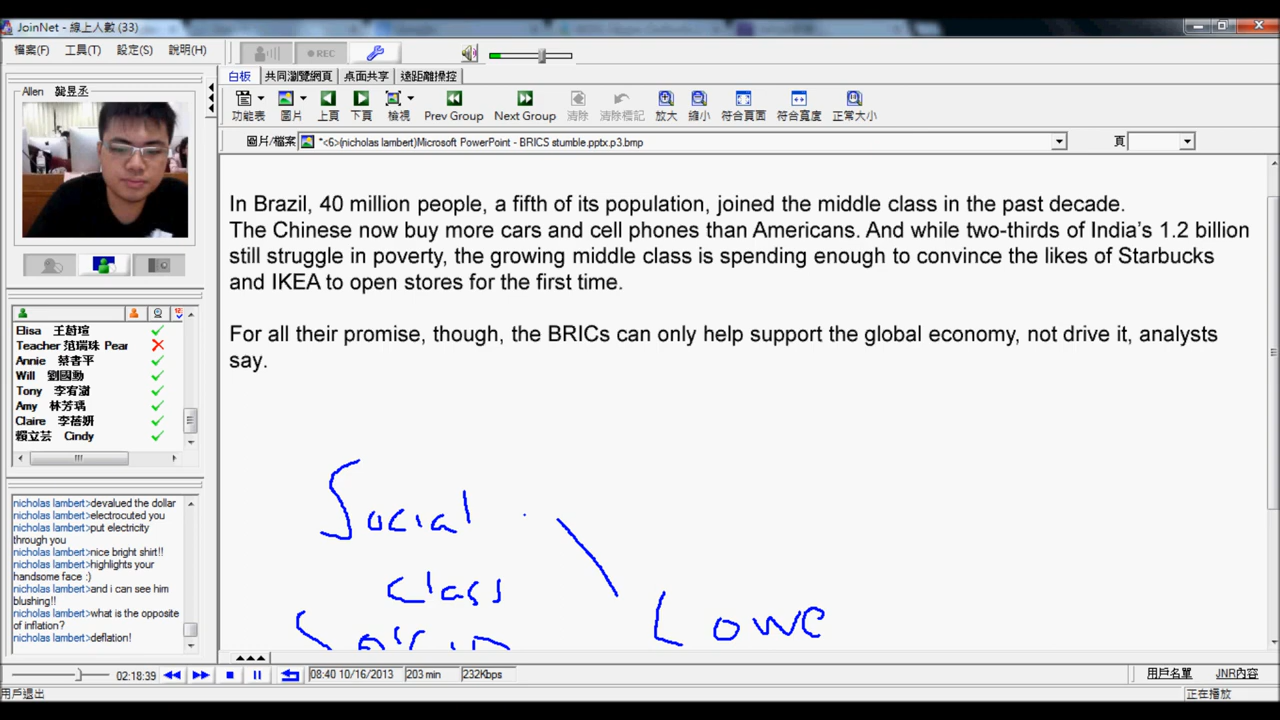 JoinNet - 線上人數 (33)
檔案(F) 工具(T) 設定(S) 說明(H)
REC
Allen 龔昱丞
白板 共同瀏覽網頁 桌面共享 遠距離操控
功能表 圖片 上頁 下頁 檢視 Prev Group Next Group 清除 清除標記 放大 縮小 符合頁面 符合寬度 正常大小
圖片/檔案 *<6>(nicholas lambert)Microsoft PowerPoint - BRICS stumble.pptx.p3.bmp 頁
In Brazil, 40 million people, a fifth of its population, joined the middle class in the past decade.
The Chinese now buy more cars and cell phones than Americans. And while two-thirds of India's 1.2 billion
still struggle in poverty, the growing middle class is spending enough to convince the likes of Starbucks
and IKEA to open stores for the first time.
For all their promise, though, the BRICs can only help support the global economy, not drive it, analysts
say.
Social
class
Lowe
Elisa 王蒔瑄
Teacher 范瑞珠 Pear
Annie 蔡書平
Will 劉國勳
Tony 李宥澍
Amy 林芳瑀
Claire 李蓓妍
賴立芸 Cindy
nicholas lambert>devalued the dollar
nicholas lambert>electrocuted you
nicholas lambert>put electricity
through you
nicholas lambert>nice bright shirt!!
nicholas lambert>highlights your
handsome face :)
nicholas lambert>and i can see him
blushing!!
nicholas lambert>what is the opposite
of inflation?
nicholas lambert>deflation!
02:18:39 08:40 10/16/2013 203 min 232Kbps 用戶名單 JNR內容
用戶退出 正在播放